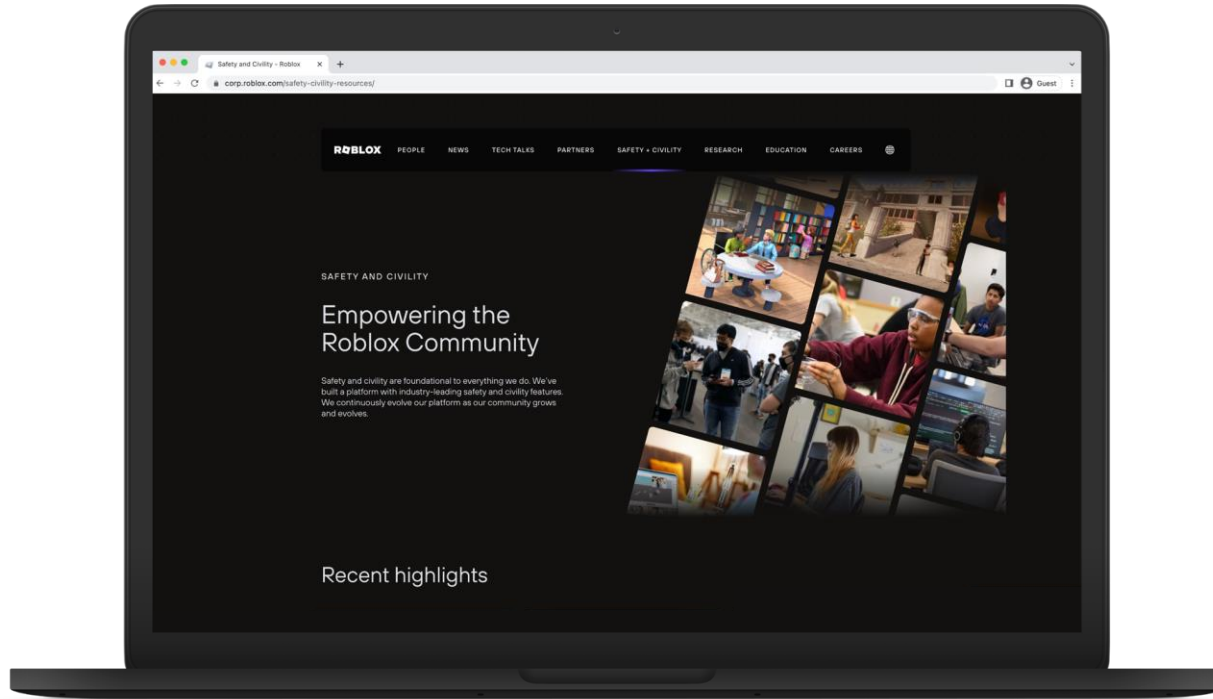 Safety and Civility - Roblox
corp.roblox.com/safety-civility-resources/
Guest
ROBLOX PEOPLE NEWS TECH TALKS PARTNERS SAFETY + CIVILITY RESEARCH EDUCATION CAREERS
SAFETY AND CIVILITY
Empowering the
Roblox Community
Safety and civility are foundational to everything we do. We've
built a platform with industry-leading safety and civility features.
We continuously evolve our platform as our community grows
and evolves.
Recent highlights